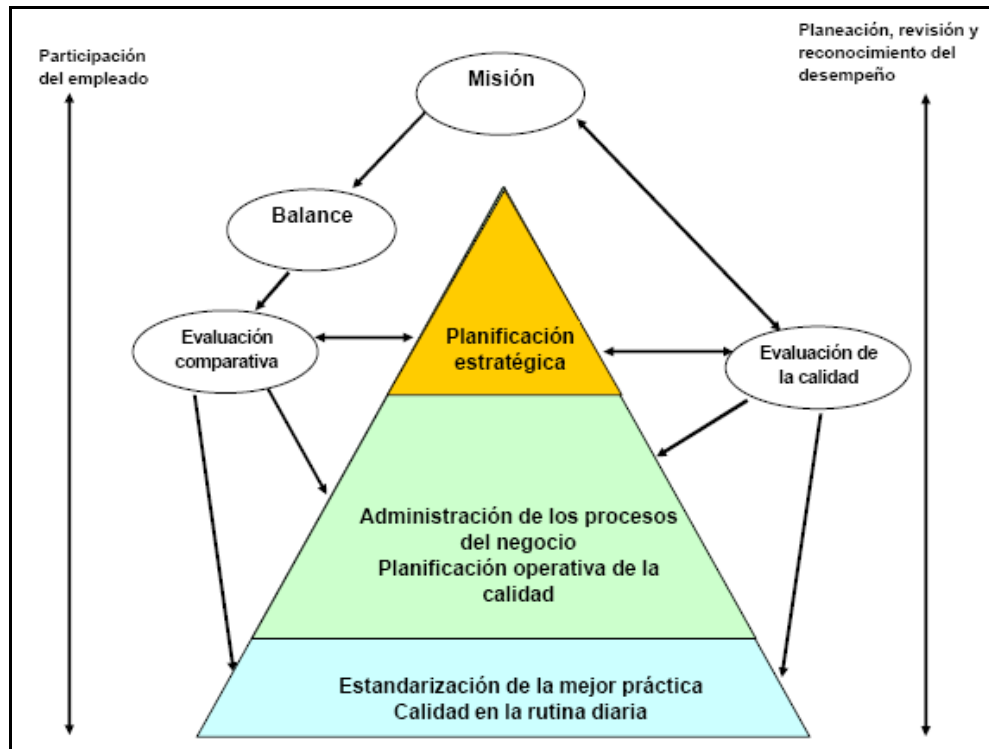 Participación
del empleado
Planeación, revisión y
reconocimiento del
desempeño
Misión
Balance
Evaluación
comparativa
Planificación
estratégica
Evaluación de
la calidad
Administración de los procesos
del negocio
Planificación operativa de la
calidad
Estandarización de la mejor práctica
Calidad en la rutina diaria